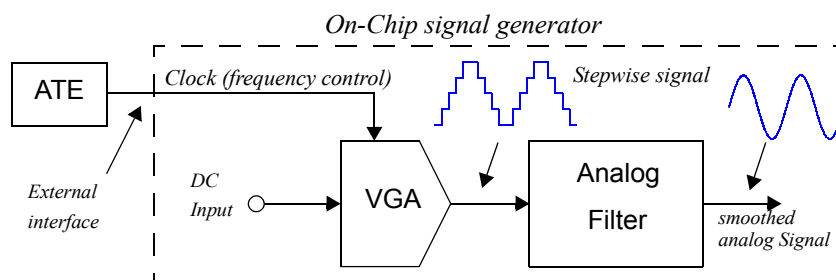 On-Chip signal generator
ATE
Clock (frequency control)
Stepwise signal
External
interface
DC
Input
VGA
Analog
Filter
smoothed
analog Signal